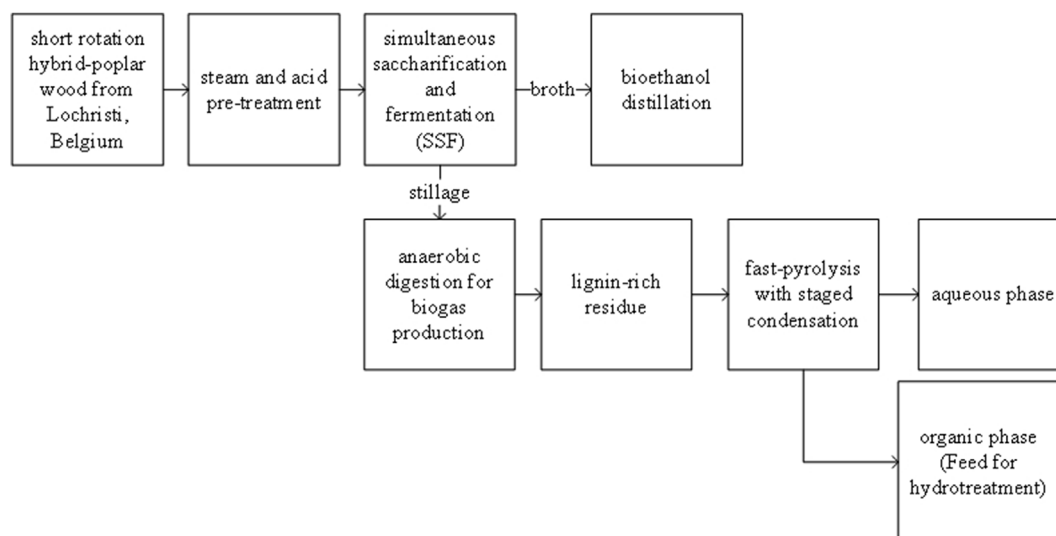 short rotation
hybrid-poplar
wood from
Lochristi,
Belgium
steam and acid
pre-treatment
simultaneous
saccharification
and
fermentation
(SSF)
broth
bioethanol
distillation
stillage
anaerobic
digestion for
biogas
production
lignin-rich
residue
fast-pyrolysis
with staged
condensation
aqueous phase
organic phase
(Feed for
hydrotreatment)